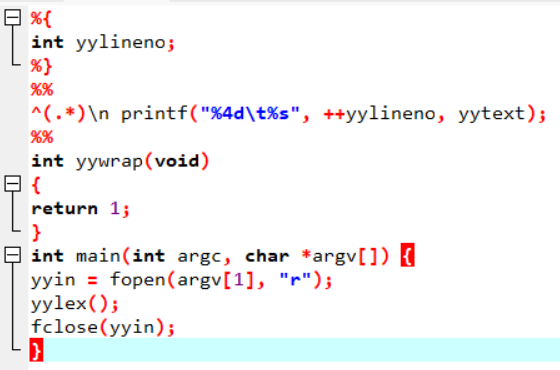 %{
int yylineno;
%}
%%
^(.*)\n printf("%4d\t%s", ++yylineno, yytext);
%%
int yywrap(void)
{
return 1;
}
int main(int argc, char *argv[]) {
yyin = fopen(argv[1], "r");
yylex();
fclose(yyin);
}